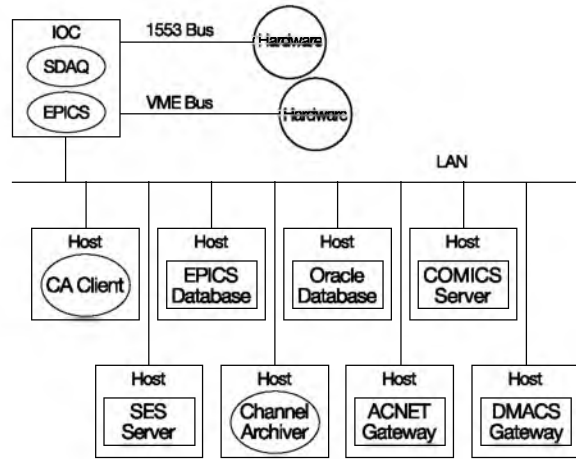 IOC
1553 Bus
Hardware
SDAQ
EPICS
VME Bus
Hardware
LAN
Host
CA Client
Host
EPICS
Database
Host
Oracle
Database
Host
COMICS
Server
Host
SES
Server
Host
Channel
Archiver
Host
ACNET
Gateway
Host
DMACS
Gateway